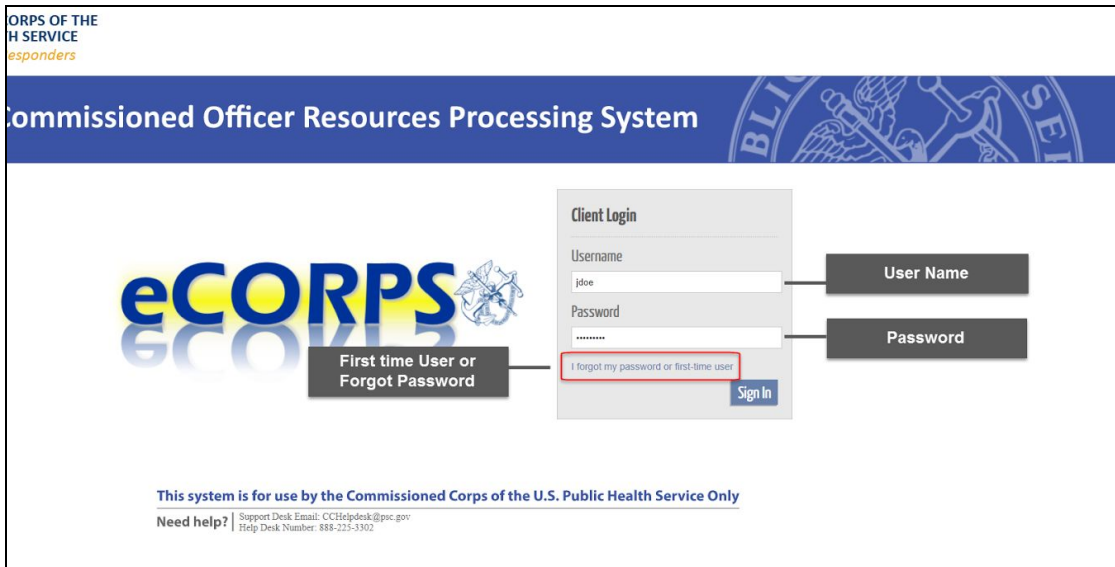 ORPS OF THE
H SERVICE
esponders
Commissioned Officer Resources Processing System
BLIC SE
Client Login
Username
jdoe
User Name
eCORPS
Password
•••••••••
Password
First time User or
Forgot Password
I forgot my password or first-time user
Sign In
This system is for use by the Commissioned Corps of the U.S. Public Health Service Only
Need help? | Support Desk Email: CCHelpdesk@psc.gov
Help Desk Number: 888-225-3302